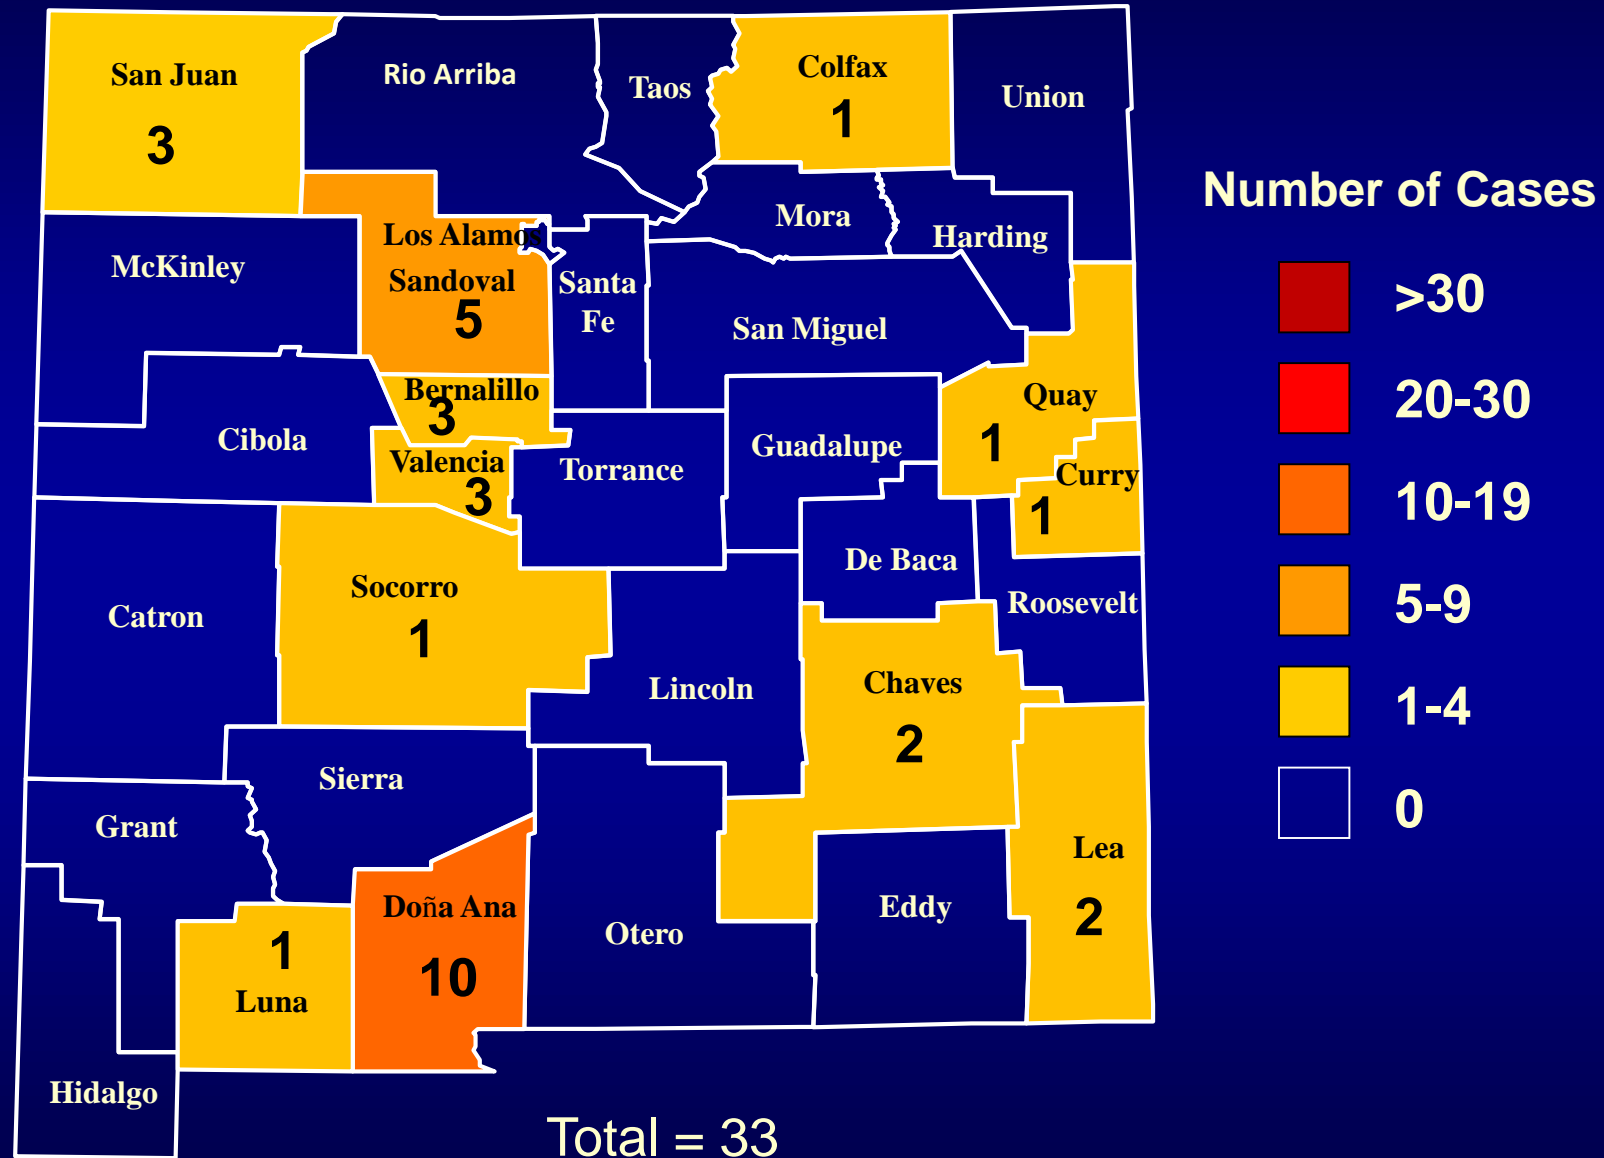 San Juan
3
Rio Arriba
Taos
Colfax
1
Union
Number of Cases
>30
20-30
10-19
5-9
1-4
0
McKinley
Los Alamos
Sandoval
5
Santa
Fe
Mora
Harding
San Miguel
Bernalillo
3
Quay
1
Cibola
Valencia
3
Torrance
Guadalupe
Curry
1
De Baca
Roosevelt
Catron
Socorro
1
Lincoln
Chaves
2
Sierra
Grant
Lea
2
Doña Ana
10
Otero
Eddy
1
Luna
Hidalgo
Total = 33